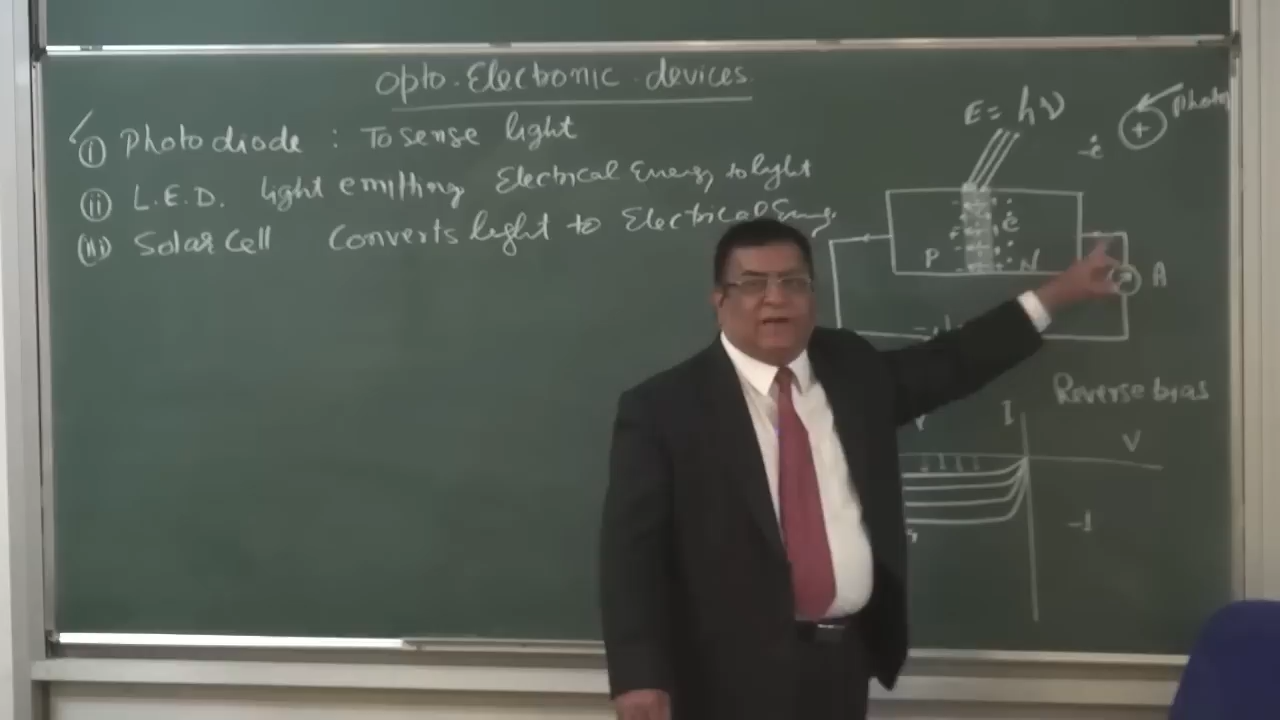 Opto.Electronic.devices.
(i) Photodiode : To sense light
(ii) L.E.D. light emitting Electrical Energy to light
(iii) Solar Cell Converts light to Electrical
E = hν
+
Photo
-e
e
P N
A
Reverse bias
I
V
-I